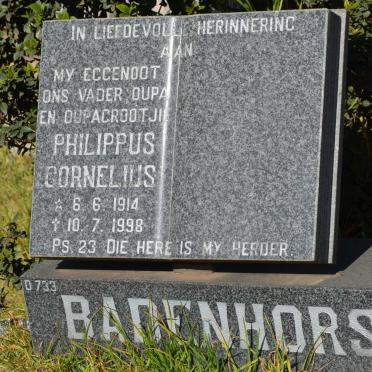 IN LIEFDEVOLLE HERINNERING
AAN
MY EGGENOOT
ONS VADER OUPA
EN OUPAGROOTJIE
PHILIPPUS
CORNELIUS
☆ 6 6 1914
✝ 10.7.1998
PS. 23 DIE HERE IS MY HERDER.
D 733
BADENHORS